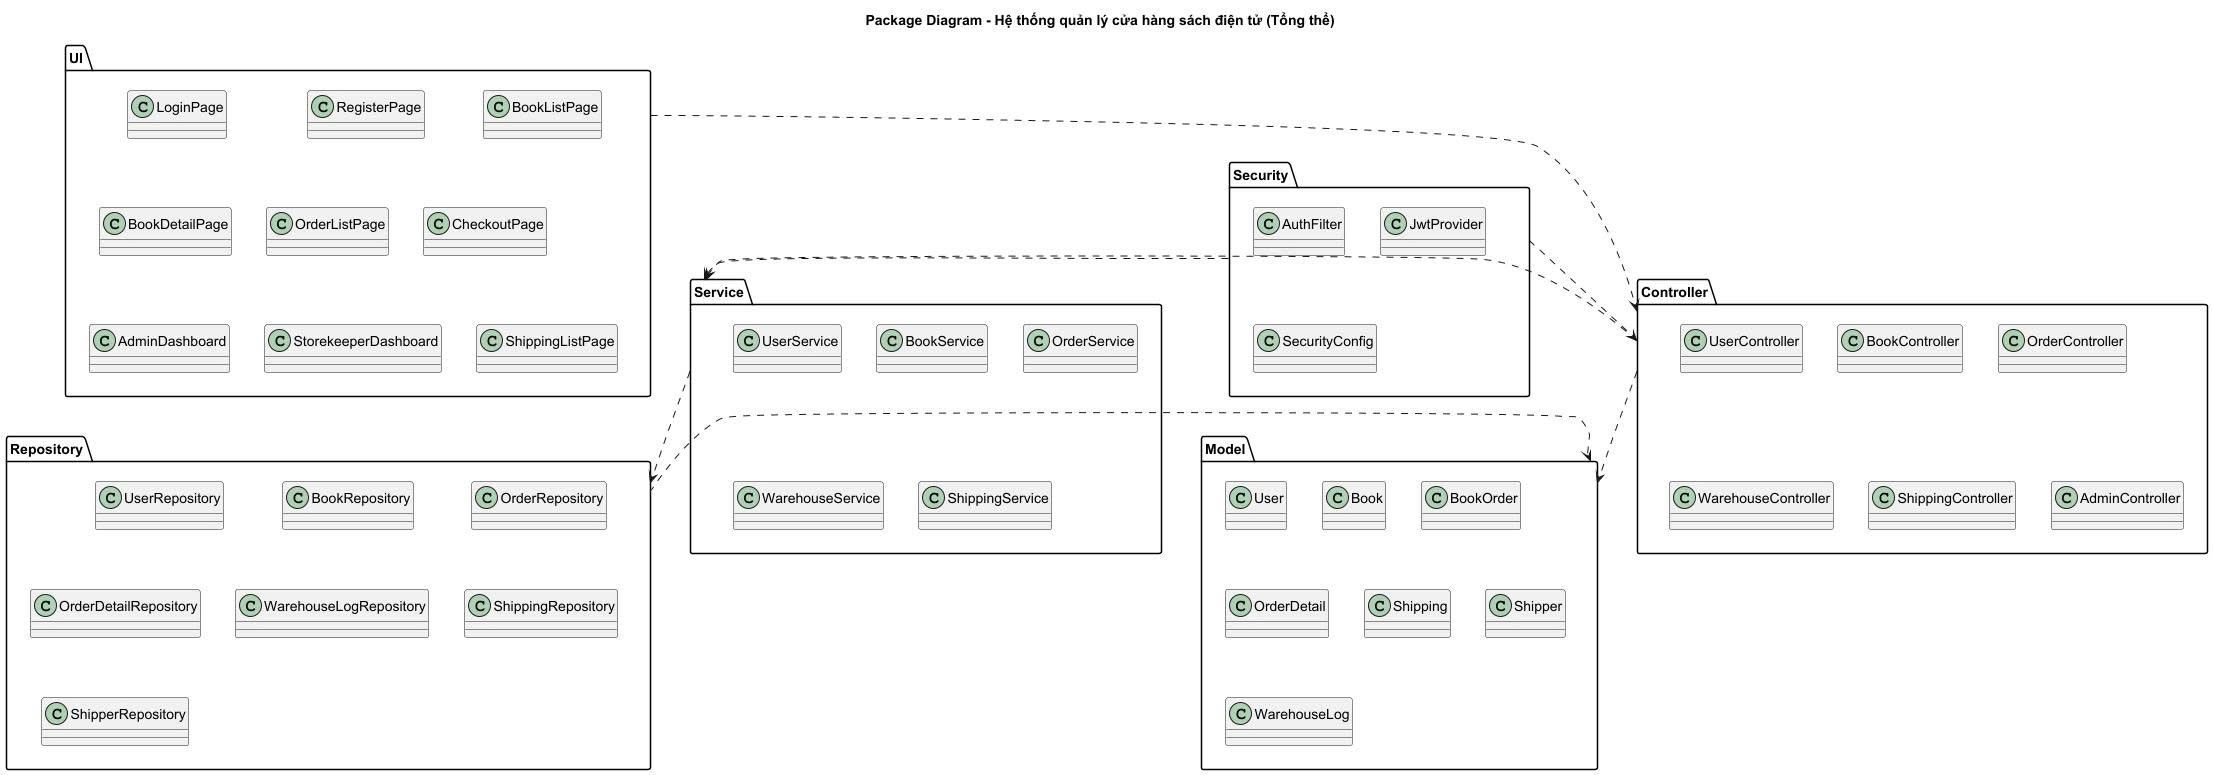 Package Diagram - Hệ thống quản lý cửa hàng sách điện tử (Tổng thể)
UI
C LoginPage
C RegisterPage
C BookListPage
C BookDetailPage
C OrderListPage
C CheckoutPage
C AdminDashboard
C StorekeeperDashboard
C ShippingListPage
Security
C AuthFilter
C JwtProvider
C SecurityConfig
Service
C UserService
C BookService
C OrderService
C WarehouseService
C ShippingService
Controller
C UserController
C BookController
C OrderController
C WarehouseController
C ShippingController
C AdminController
Repository
C UserRepository
C BookRepository
C OrderRepository
C OrderDetailRepository
C WarehouseLogRepository
C ShippingRepository
C ShipperRepository
Model
C User
C Book
C BookOrder
C OrderDetail
C Shipping
C Shipper
C WarehouseLog